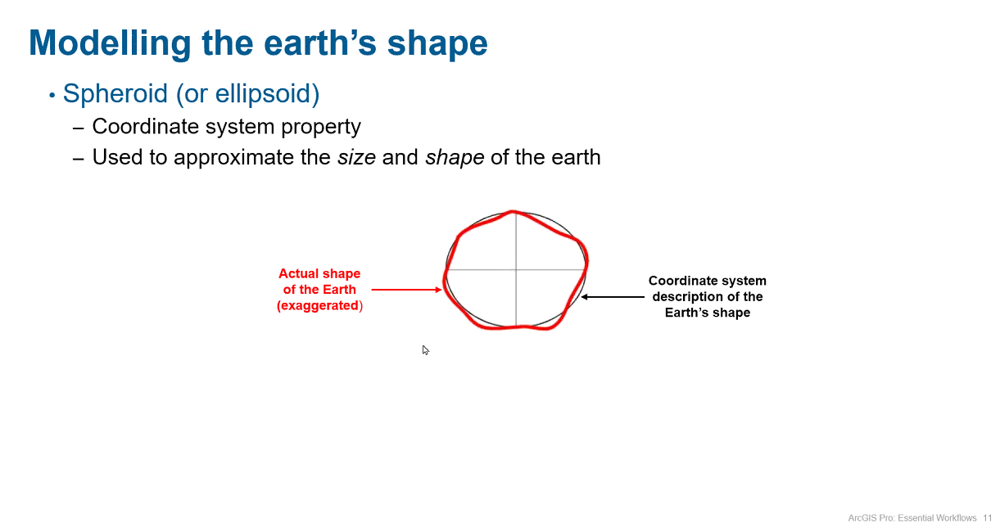 Modelling the earth’s shape
• Spheroid (or ellipsoid)
– Coordinate system property
– Used to approximate the size and shape of the earth
Actual shape
of the Earth
(exaggerated)
Coordinate system
description of the
Earth’s shape
ArcGIS Pro: Essential Workflows 11